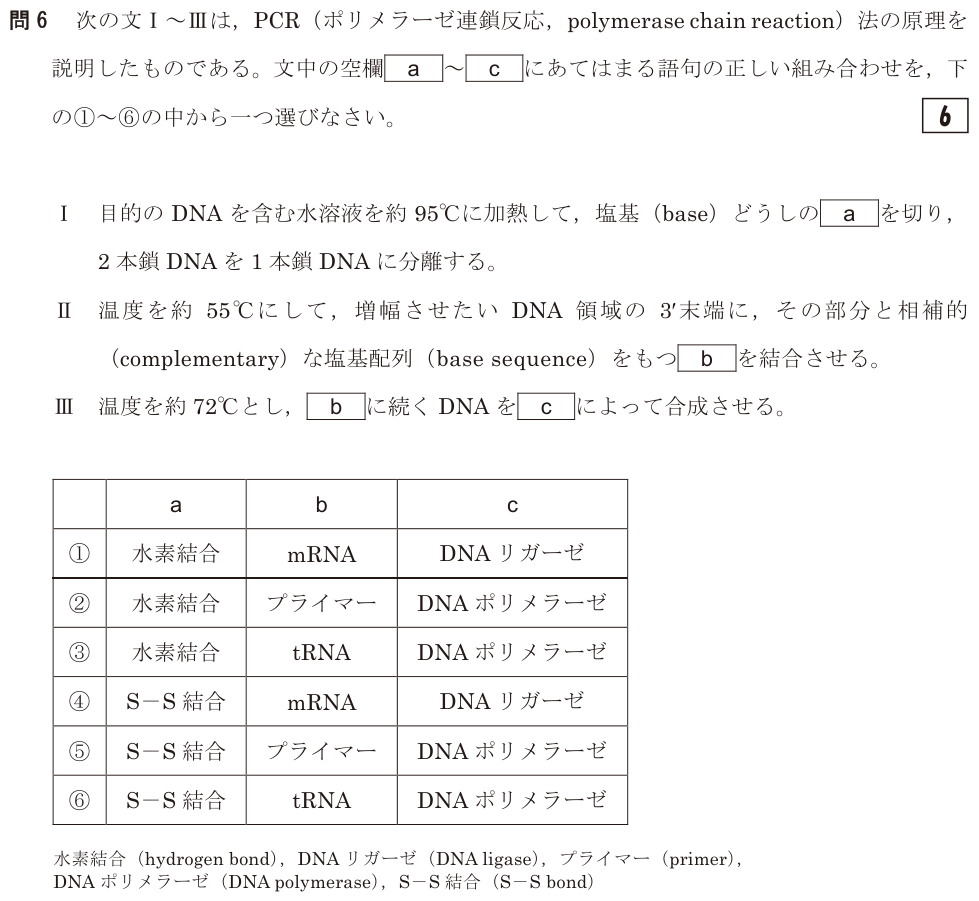 問6 次の文Ⅰ～Ⅲは，PCR（ポリメラーゼ連鎖反応，polymerase chain reaction）法の原理を
説明したものである。文中の空欄 a ～ c にあてはまる語句の正しい組み合わせを，下
の①～⑥の中から一つ選びなさい。 6
Ⅰ 目的の DNA を含む水溶液を約 95℃に加熱して，塩基（base）どうしの a を切り，
2 本鎖 DNA を 1 本鎖 DNA に分離する。
Ⅱ 温度を約 55℃にして，増幅させたい DNA 領域の 3′末端に，その部分と相補的
（complementary）な塩基配列（base sequence）をもつ b を結合させる。
Ⅲ 温度を約 72℃とし， b に続く DNA を c によって合成させる。
a b c
① 水素結合 mRNA DNA リガーゼ
② 水素結合 プライマー DNA ポリメラーゼ
③ 水素結合 tRNA DNA ポリメラーゼ
④ S－S 結合 mRNA DNA リガーゼ
⑤ S－S 結合 プライマー DNA ポリメラーゼ
⑥ S－S 結合 tRNA DNA ポリメラーゼ
水素結合（hydrogen bond），DNA リガーゼ（DNA ligase），プライマー（primer），
DNA ポリメラーゼ（DNA polymerase），S－S 結合（S－S bond）